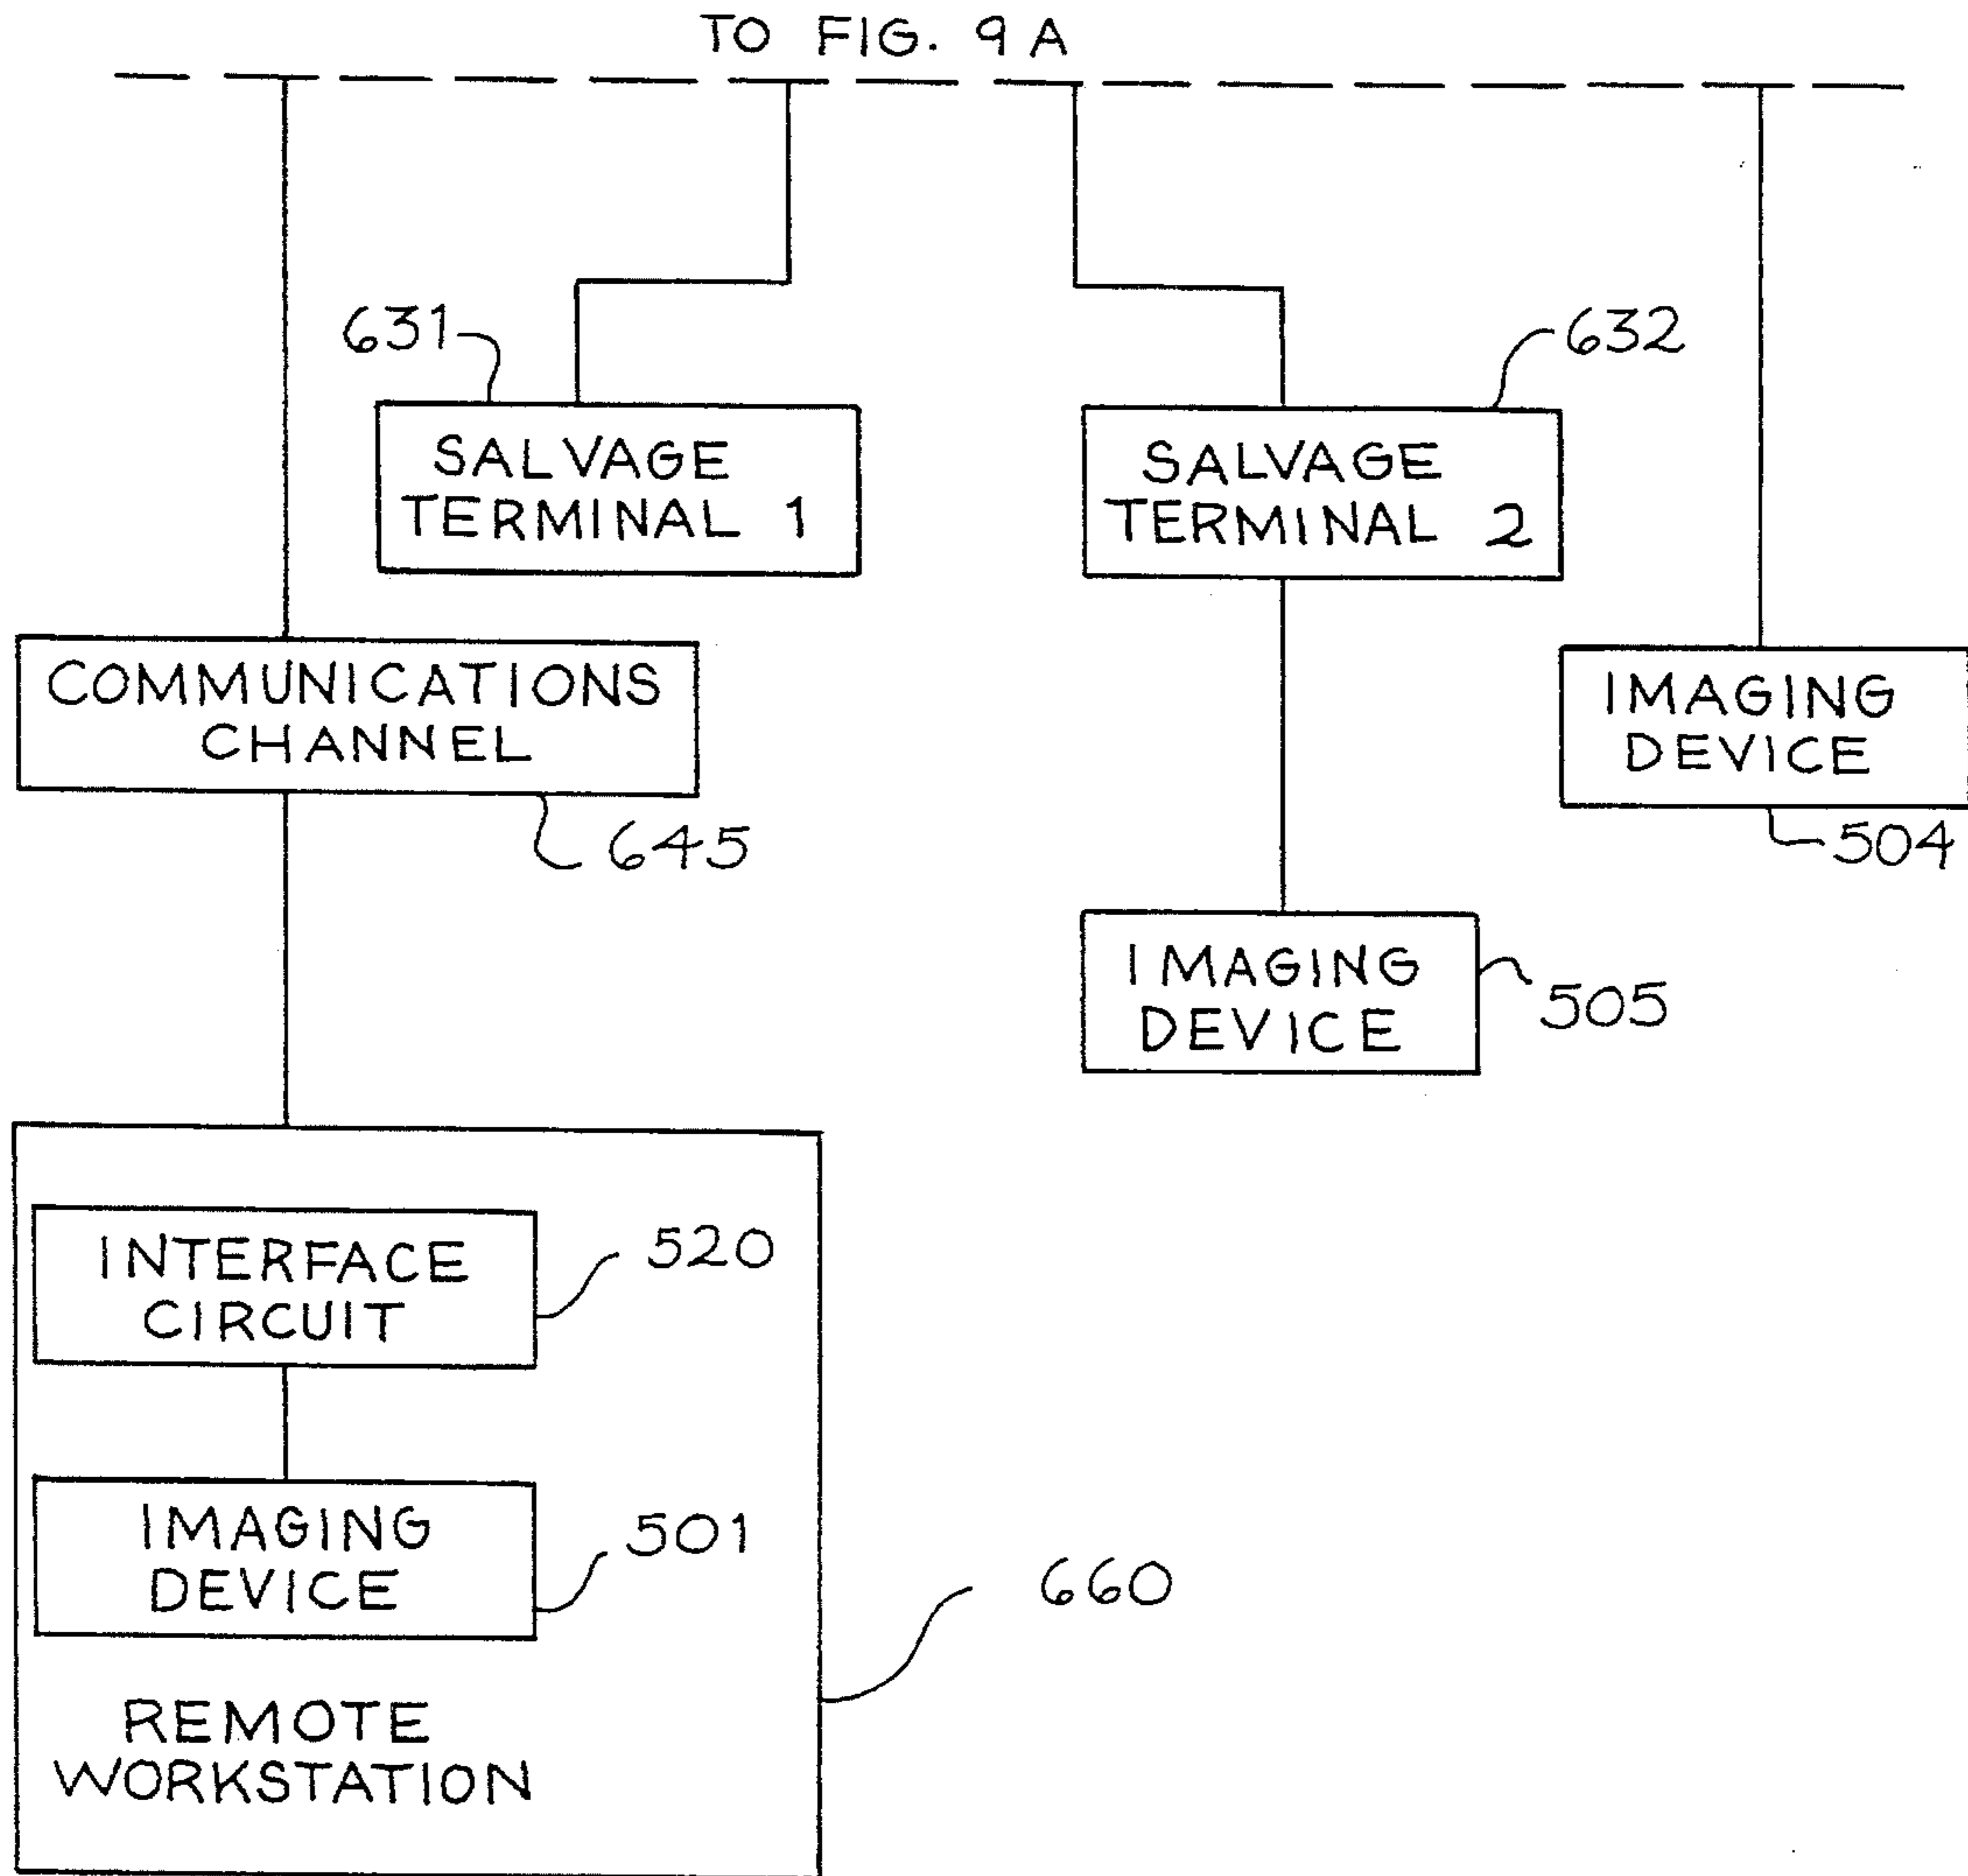 TO FIG. 9A
631
632
SALVAGE
TERMINAL 1
SALVAGE
TERMINAL 2
COMMUNICATIONS
CHANNEL
IMAGING
DEVICE
645
504
IMAGING
DEVICE
505
INTERFACE
CIRCUIT
520
IMAGING
DEVICE
501
660
REMOTE
WORKSTATION